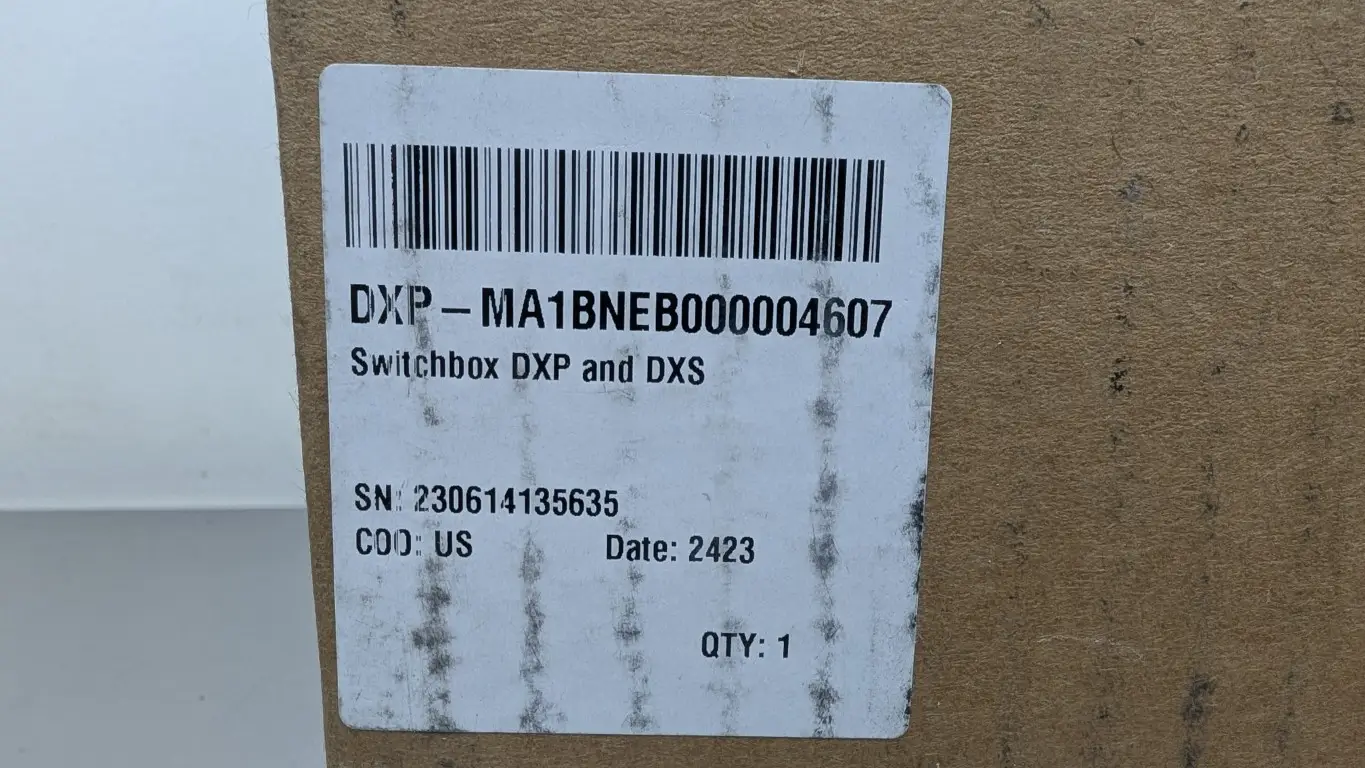 DXP – MA1BNEB000004607
Switchbox DXP and DXS
SN: 230614135635
COO: US Date: 2423
QTY: 1